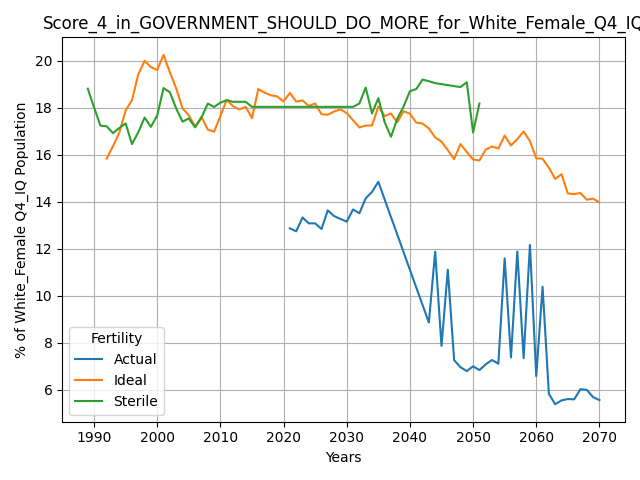 Score_4_in_GOVERNMENT_SHOULD_DO_MORE_for_White_Female_Q4_IQ
% of White_Female Q4_IQ Population
20
18
16
14
12
10
8
6
Fertility
Actual
Ideal
Sterile
1990 2000 2010 2020 2030 2040 2050 2060 2070
Years